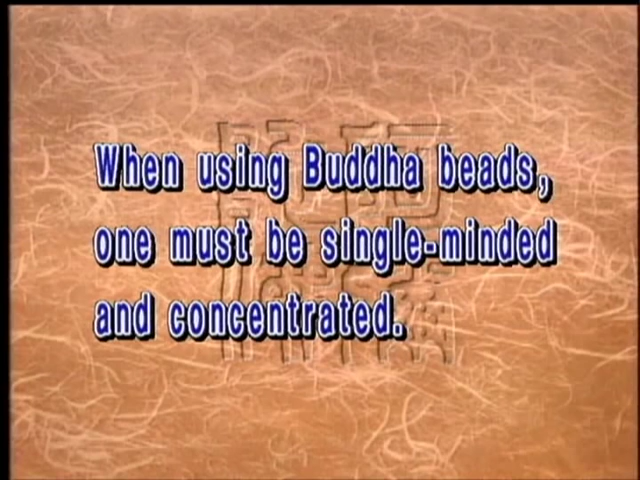 When using Buddha beads,
one must be single-minded
and concentrated.